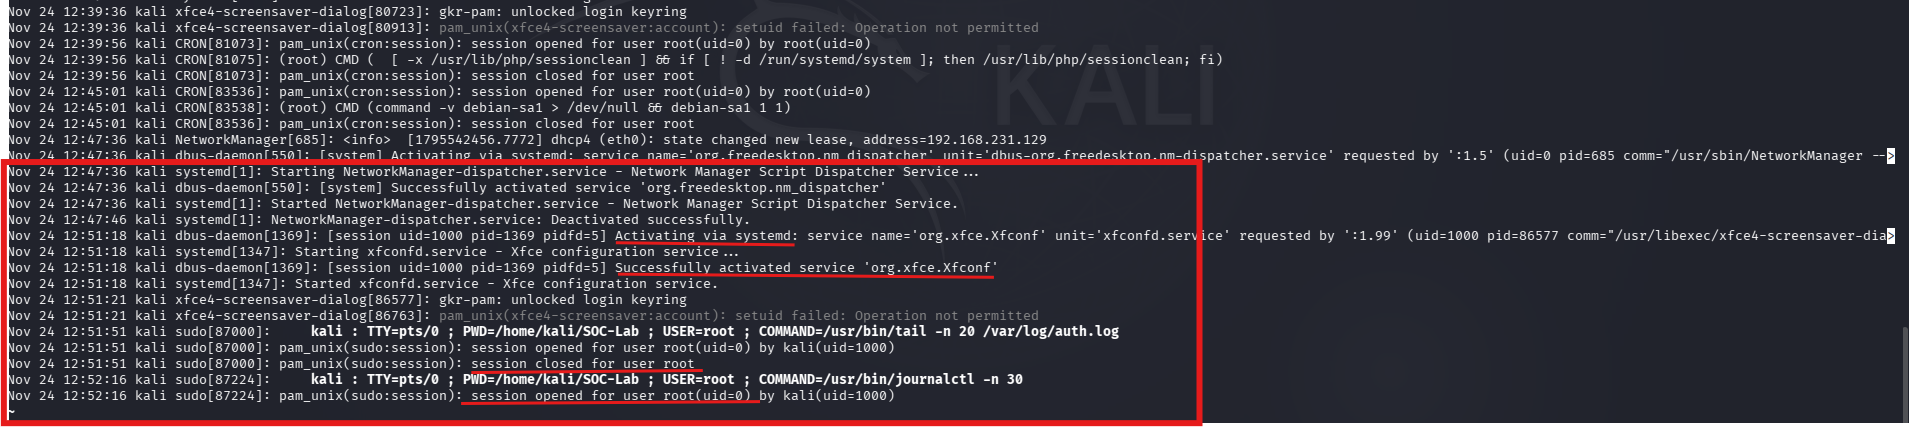 Nov 24 12:39:36 kali xfce4-screensaver-dialog[80723]: gkr-pam: unlocked login keyring
Nov 24 12:39:36 kali xfce4-screensaver-dialog[80913]: pam_unix(xfce4-screensaver:account): setuid failed: Operation not permitted
Nov 24 12:39:56 kali CRON[81073]: pam_unix(cron:session): session opened for user root(uid=0) by root(uid=0)
Nov 24 12:39:56 kali CRON[81075]: (root) CMD (  [ -x /usr/lib/php/sessionclean ] && if [ ! -d /run/systemd/system ]; then /usr/lib/php/sessionclean; fi)
Nov 24 12:39:56 kali CRON[81073]: pam_unix(cron:session): session closed for user root
Nov 24 12:45:01 kali CRON[83536]: pam_unix(cron:session): session opened for user root(uid=0) by root(uid=0)
Nov 24 12:45:01 kali CRON[83538]: (root) CMD (command -v debian-sa1 > /dev/null && debian-sa1 1 1)
Nov 24 12:45:01 kali CRON[83536]: pam_unix(cron:session): session closed for user root
Nov 24 12:47:36 kali NetworkManager[685]: <info>  [1795542456.7772] dhcp4 (eth0): state changed new lease, address=192.168.231.129
Nov 24 12:47:36 kali dbus-daemon[550]: [system] Activating via systemd: service name='org.freedesktop.nm_dispatcher' unit='dbus-org.freedesktop.nm-dispatcher.service' requested by ':1.5' (uid=0 pid=685 comm="/usr/sbin/NetworkManager --&gt;
Nov 24 12:47:36 kali systemd[1]: Starting NetworkManager-dispatcher.service - Network Manager Script Dispatcher Service...
Nov 24 12:47:36 kali dbus-daemon[550]: [system] Successfully activated service 'org.freedesktop.nm_dispatcher'
Nov 24 12:47:36 kali systemd[1]: Started NetworkManager-dispatcher.service - Network Manager Script Dispatcher Service.
Nov 24 12:47:46 kali systemd[1]: NetworkManager-dispatcher.service: Deactivated successfully.
Nov 24 12:51:18 kali dbus-daemon[1369]: [session uid=1000 pid=1369 pidfd=5] Activating via systemd: service name='org.xfce.Xfconf' unit='xfconfd.service' requested by ':1.99' (uid=1000 pid=86577 comm="/usr/libexec/xfce4-screensaver-dia>
Nov 24 12:51:18 kali systemd[1347]: Starting xfconfd.service - Xfce configuration service...
Nov 24 12:51:18 kali dbus-daemon[1369]: [session uid=1000 pid=1369 pidfd=5] Successfully activated service 'org.xfce.Xfconf'
Nov 24 12:51:18 kali systemd[1347]: Started xfconfd.service - Xfce configuration service.
Nov 24 12:51:21 kali xfce4-screensaver-dialog[86577]: gkr-pam: unlocked login keyring
Nov 24 12:51:21 kali xfce4-screensaver-dialog[86763]: pam_unix(xfce4-screensaver:account): setuid failed: Operation not permitted
Nov 24 12:51:51 kali sudo[87000]:     kali : TTY=pts/0 ; PWD=/home/kali/SOC-Lab ; USER=root ; COMMAND=/usr/bin/tail -n 20 /var/log/auth.log
Nov 24 12:51:51 kali sudo[87000]: pam_unix(sudo:session): session opened for user root(uid=0) by kali(uid=1000)
Nov 24 12:51:51 kali sudo[87000]: pam_unix(sudo:session): session closed for user root
Nov 24 12:52:16 kali sudo[87224]:     kali : TTY=pts/0 ; PWD=/home/kali/SOC-Lab ; USER=root ; COMMAND=/usr/bin/journalctl -n 30
Nov 24 12:52:16 kali sudo[87224]: pam_unix(sudo:session): session opened for user root(uid=0) by kali(uid=1000)
~
KALI